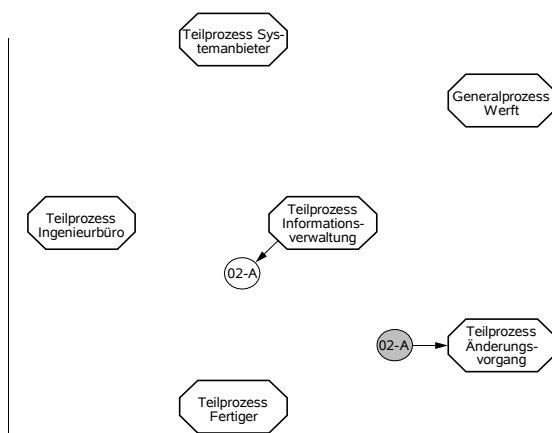 Teilprozess Sys-
temanbieter
Generalprozess
Werft
Teilprozess
Ingenieurbüro
Teilprozess
Informations-
verwaltung
02-A
02-A
Teilprozess
Änderungs-
vorgang
Teilprozess
Fertiger